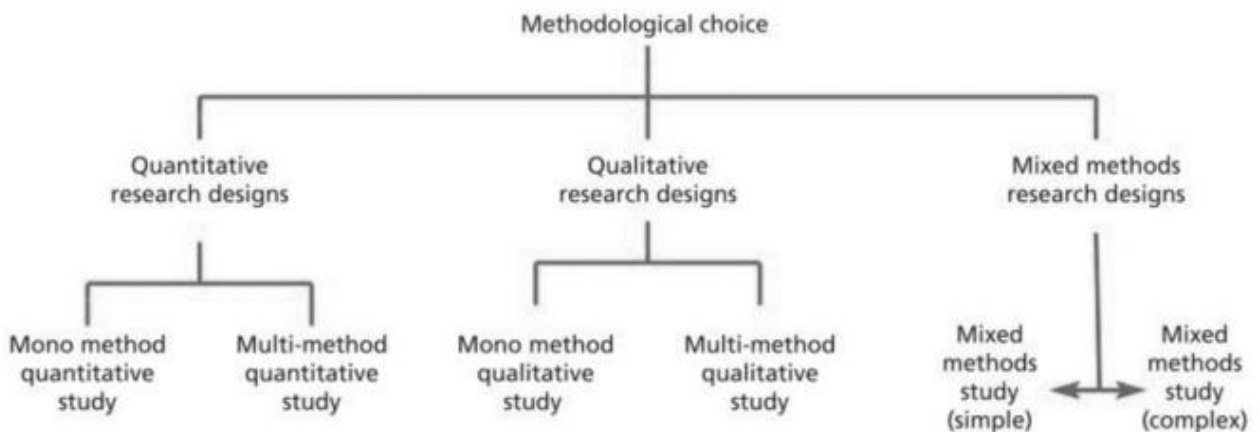 Methodological choice
Quantitative
research designs
Qualitative
research designs
Mixed methods
research designs
Mono method
quantitative
study
Multi-method
quantitative
study
Mono method
qualitative
study
Multi-method
qualitative
study
Mixed
methods
study
(simple)
Mixed
methods
study
(complex)